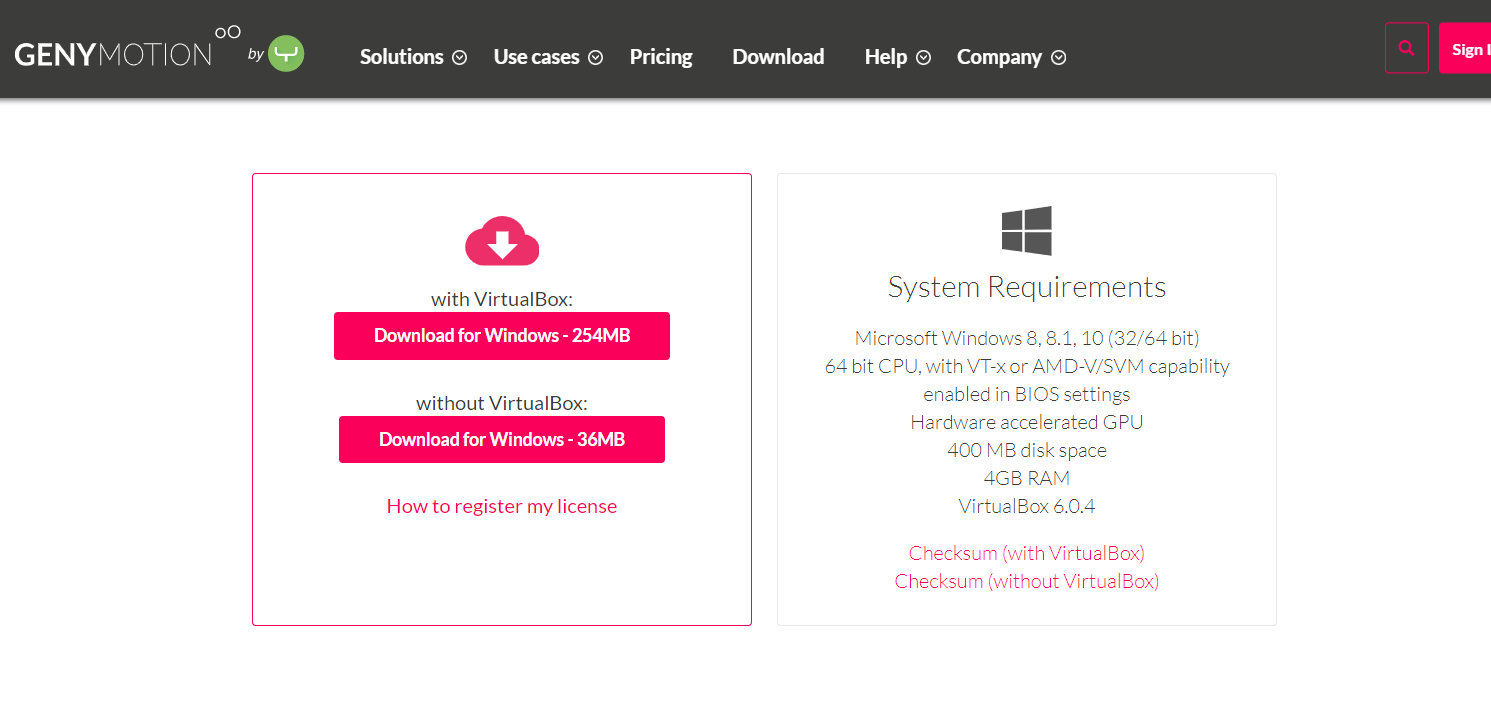 GENYMOTION oO by
Solutions Use cases Pricing Download Help Company
Sign I
with VirtualBox:
Download for Windows - 254MB
without VirtualBox:
Download for Windows - 36MB
How to register my license
System Requirements
Microsoft Windows 8, 8.1, 10 (32/64 bit)
64 bit CPU, with VT-x or AMD-V/SVM capability
enabled in BIOS settings
Hardware accelerated GPU
400 MB disk space
4GB RAM
VirtualBox 6.0.4
Checksum (with VirtualBox)
Checksum (without VirtualBox)